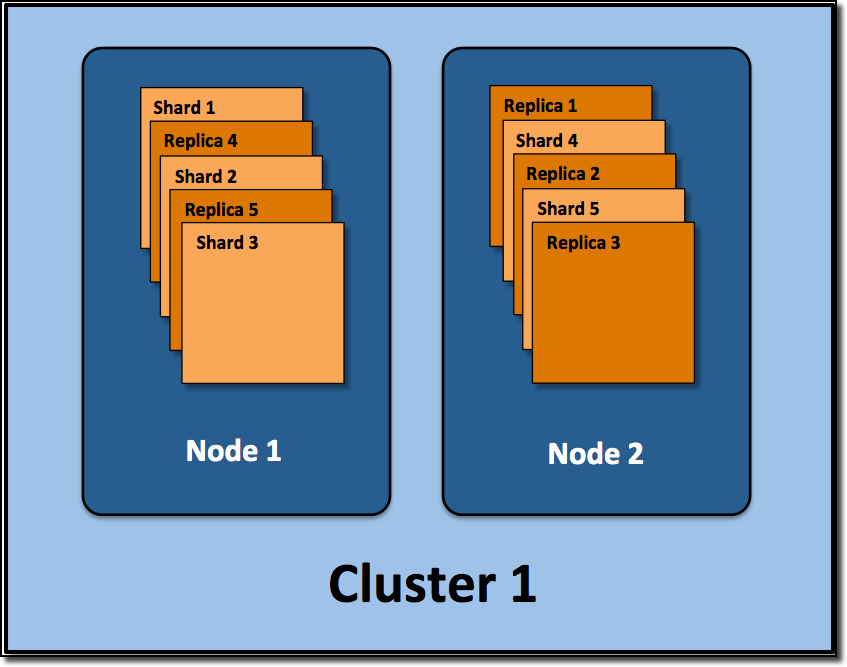 Shard 1
Replica 4
Shard 2
Replica 5
Shard 3
Node 1
Replica 1
Shard 4
Replica 2
Shard 5
Replica 3
Node 2
Cluster 1